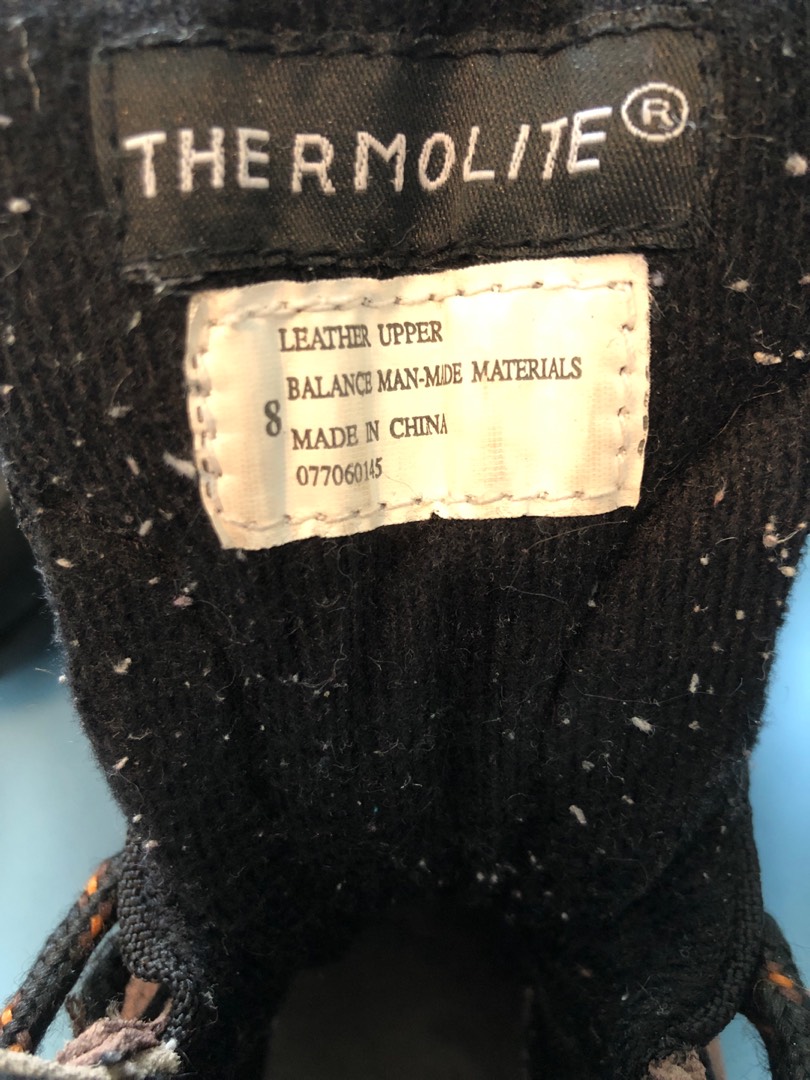 THERMOLITE®
LEATHER UPPER
BALANCE MAN-MADE MATERIALS
8
MADE IN CHINA
077060145